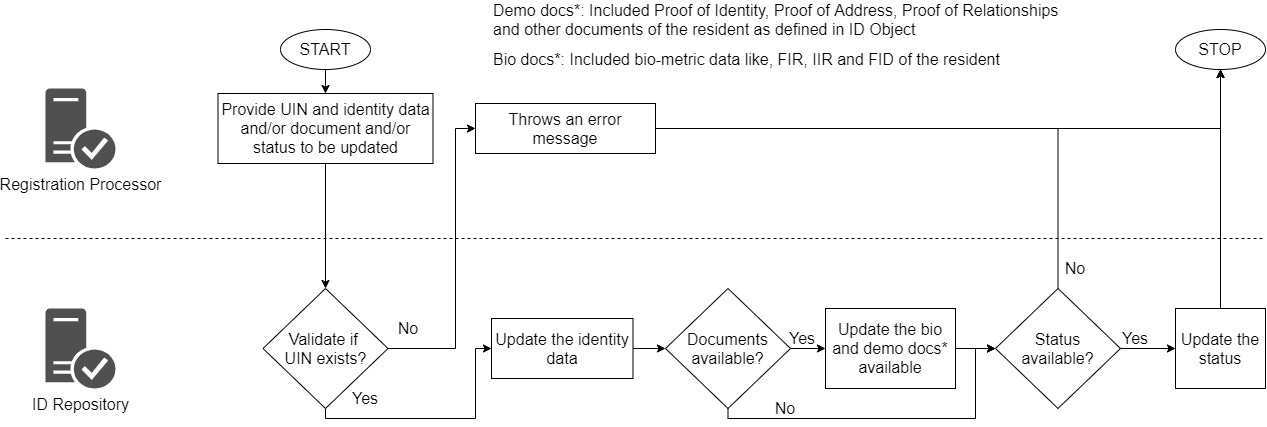 Demo docs*: Included Proof of Identity, Proof of Address, Proof of Relationships
and other documents of the resident as defined in ID Object
Bio docs*: Included bio-metric data like, FIR, IIR and FID of the resident
START
STOP
Provide UIN and identity data
and/or document and/or
status to be updated
Throws an error
message
Registration Processor
No
Validate if
UIN exists?
No
Yes
Update the identity
data
Documents
available?
Yes
No
Update the bio
and demo docs*
available
Status
available?
Yes
Update the
status
ID Repository